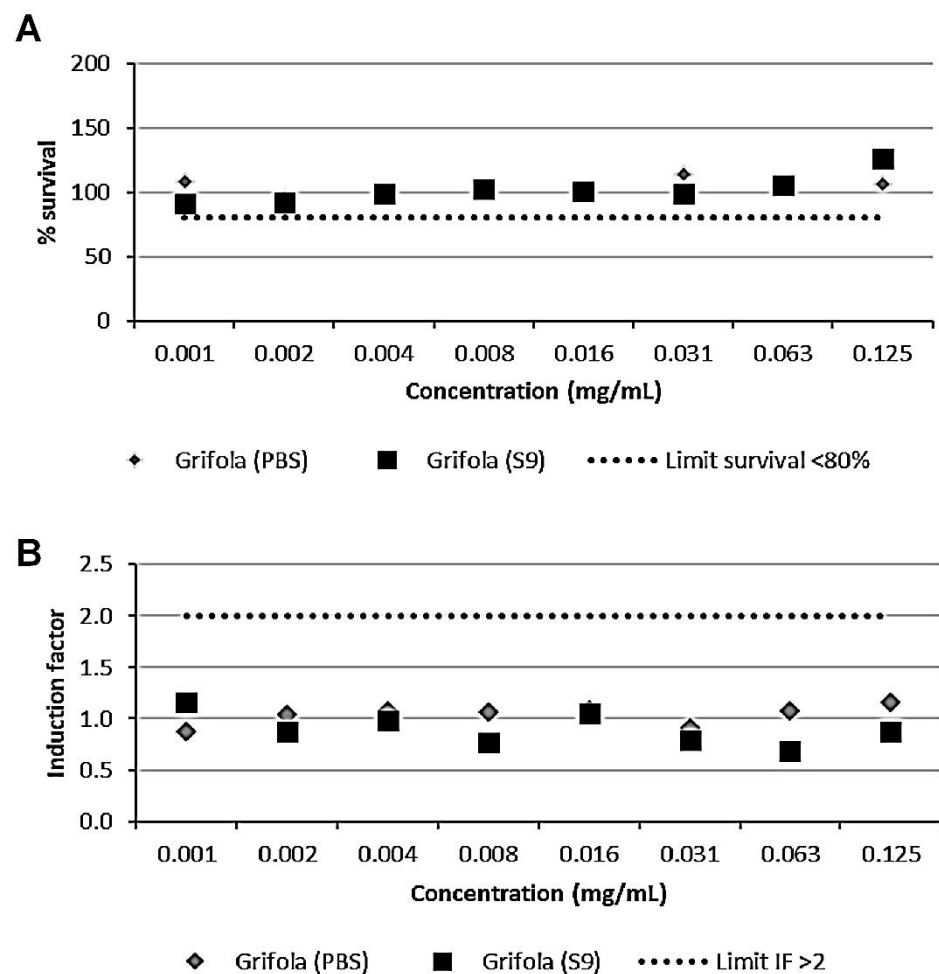 A
200
150
100
50
0
% survival
0.001 0.002 0.004 0.008 0.016 0.031 0.063 0.125
Concentration (mg/mL)
Grifola (PBS) Grifola (S9) Limit survival <80%
B
2.5
2.0
1.5
1.0
0.5
0.0
Induction factor
0.001 0.002 0.004 0.008 0.016 0.031 0.063 0.125
Concentration (mg/mL)
Grifola (PBS) Grifola (S9) Limit IF >2